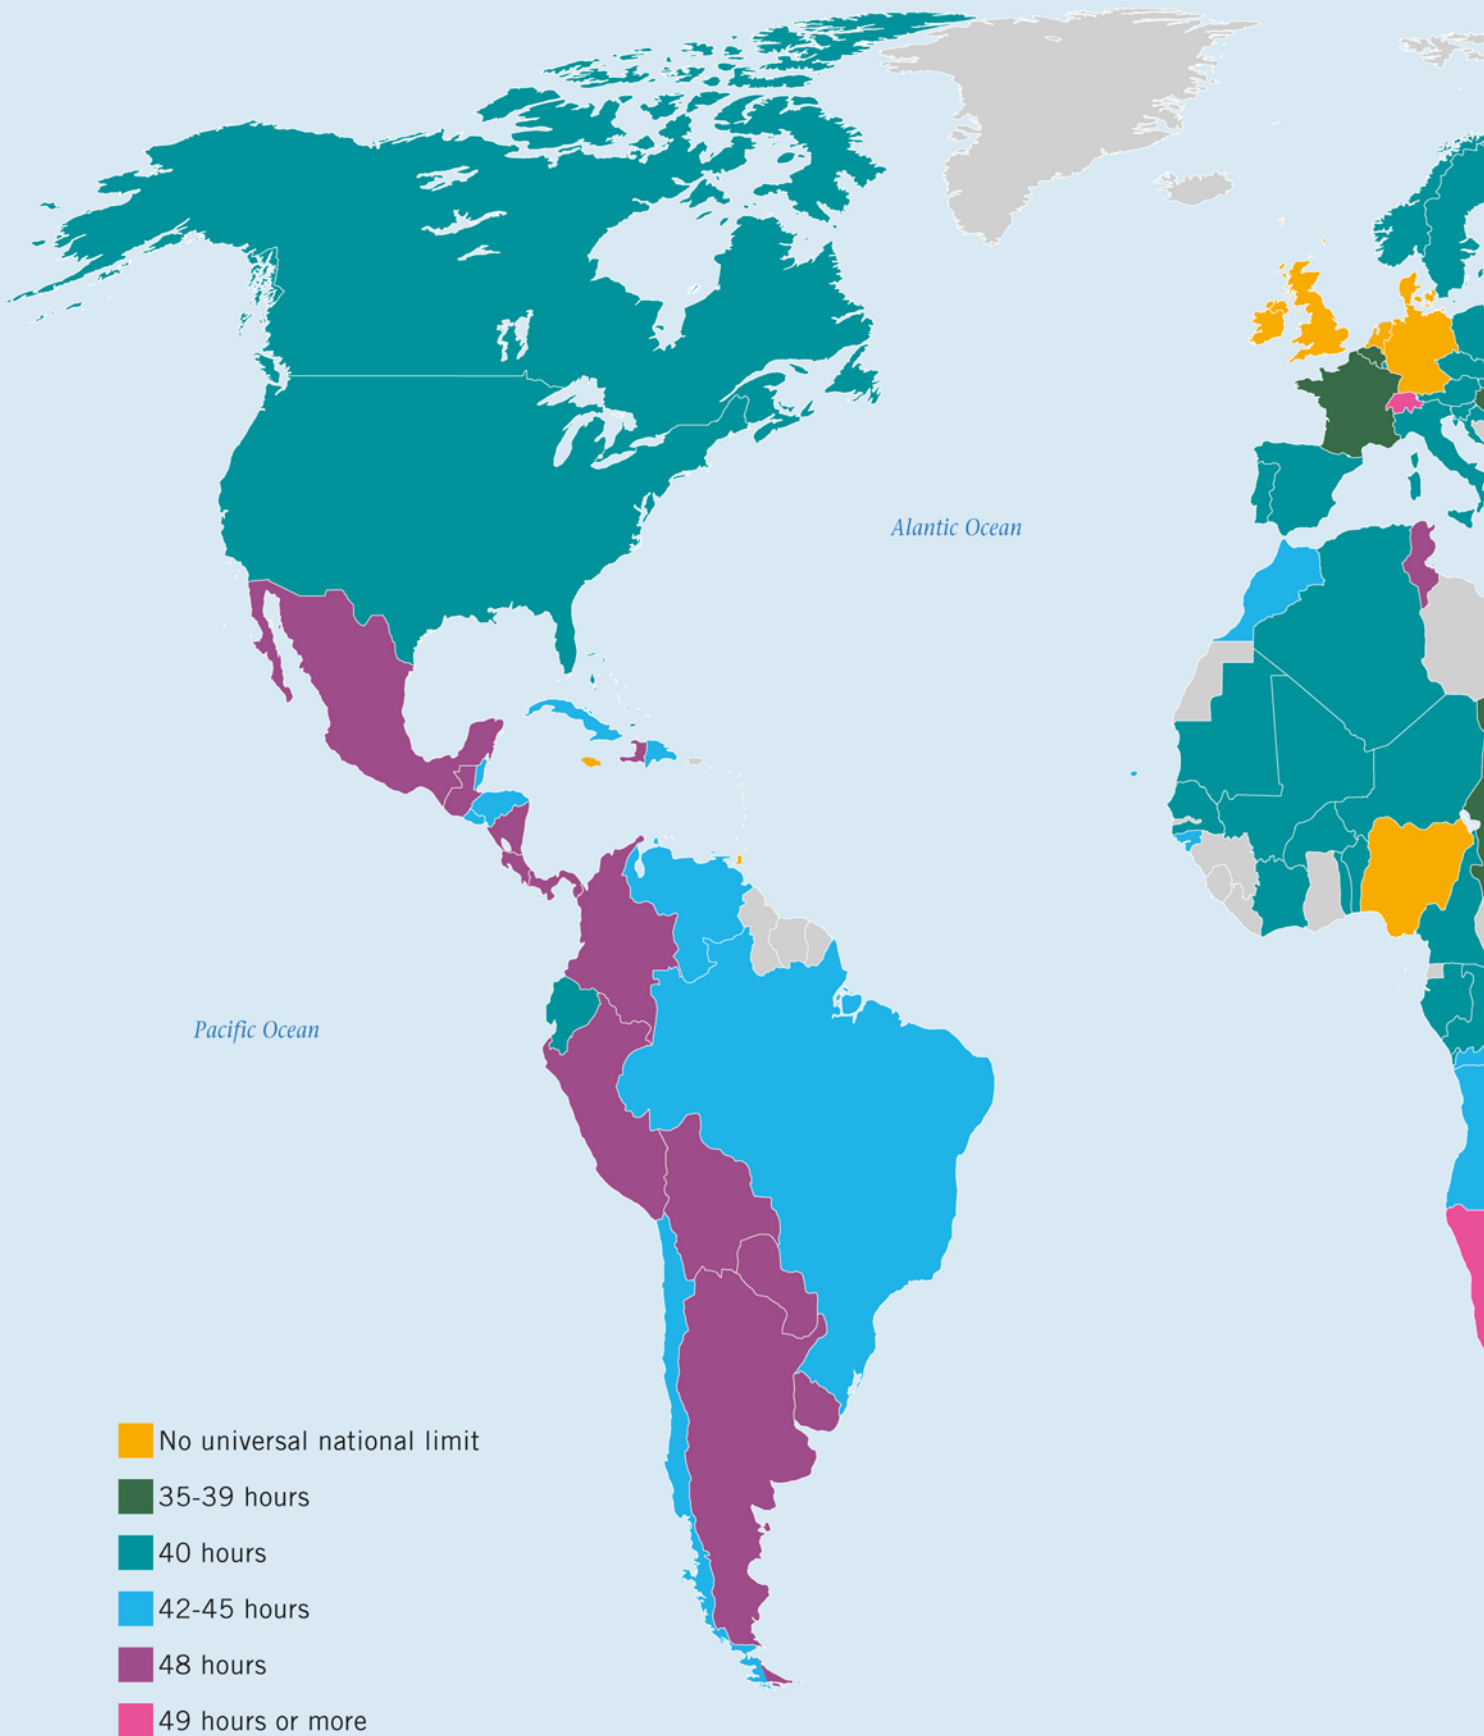 Alantic Ocean
Pacific Ocean
No universal national limit
35-39 hours
40 hours
42-45 hours
48 hours
49 hours or more